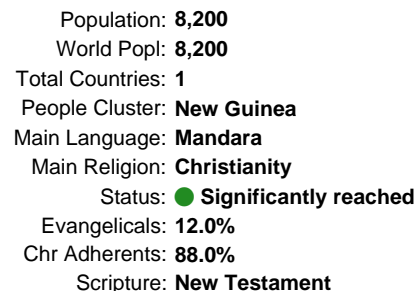 Population: 8,200
World Popl: 8,200
Total Countries: 1
People Cluster: New Guinea
Main Language: Mandara
Main Religion: Christianity
Status: Significantly reached
Evangelicals: 12.0%
Chr Adherents: 88.0%
Scripture: New Testament